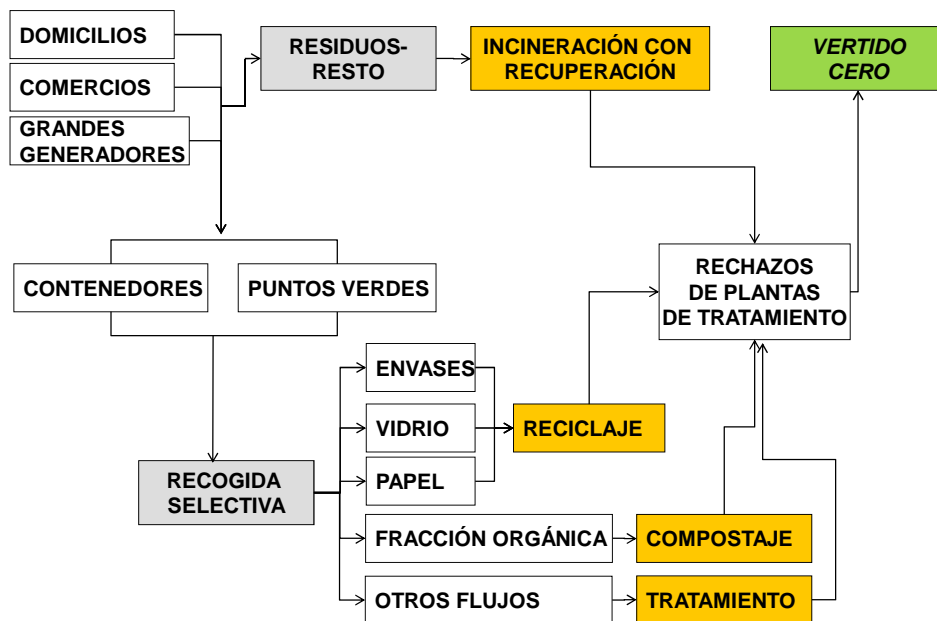 DOMICILIOS
COMERCIOS
GRANDES
GENERADORES
RESIDUOS-
RESTO
INCINERACIÓN CON
RECUPERACIÓN
VERTIDO
CERO
CONTENEDORES
PUNTOS VERDES
RECHAZOS
DE PLANTAS
DE TRATAMIENTO
RECOGIDA
SELECTIVA
ENVASES
VIDRIO
PAPEL
RECICLAJE
FRACCIÓN ORGÁNICA
COMPOSTAJE
OTROS FLUJOS
TRATAMIENTO